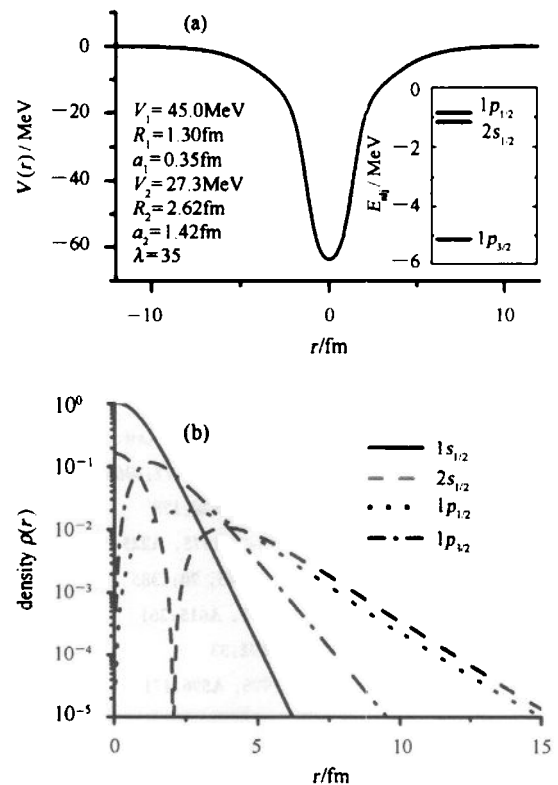 (a)
0
−20
−40
−60
V(r) / MeV
V₁= 45.0MeV
R₁= 1.30fm
a₁= 0.35fm
V₂= 27.3MeV
R₂= 2.62fm
a₂= 1.42fm
λ= 35
0
−2
−4
−6
/ MeV
1p₁/₂
2s₁/₂
1p₃/₂
−10
0
10
r/fm
(b)
10⁰
10⁻¹
10⁻²
10⁻³
10⁻⁴
10⁻⁵
density ρ(r)
1s₁/₂
2s₁/₂
1p₁/₂
1p₃/₂
0
5
10
15
r/fm